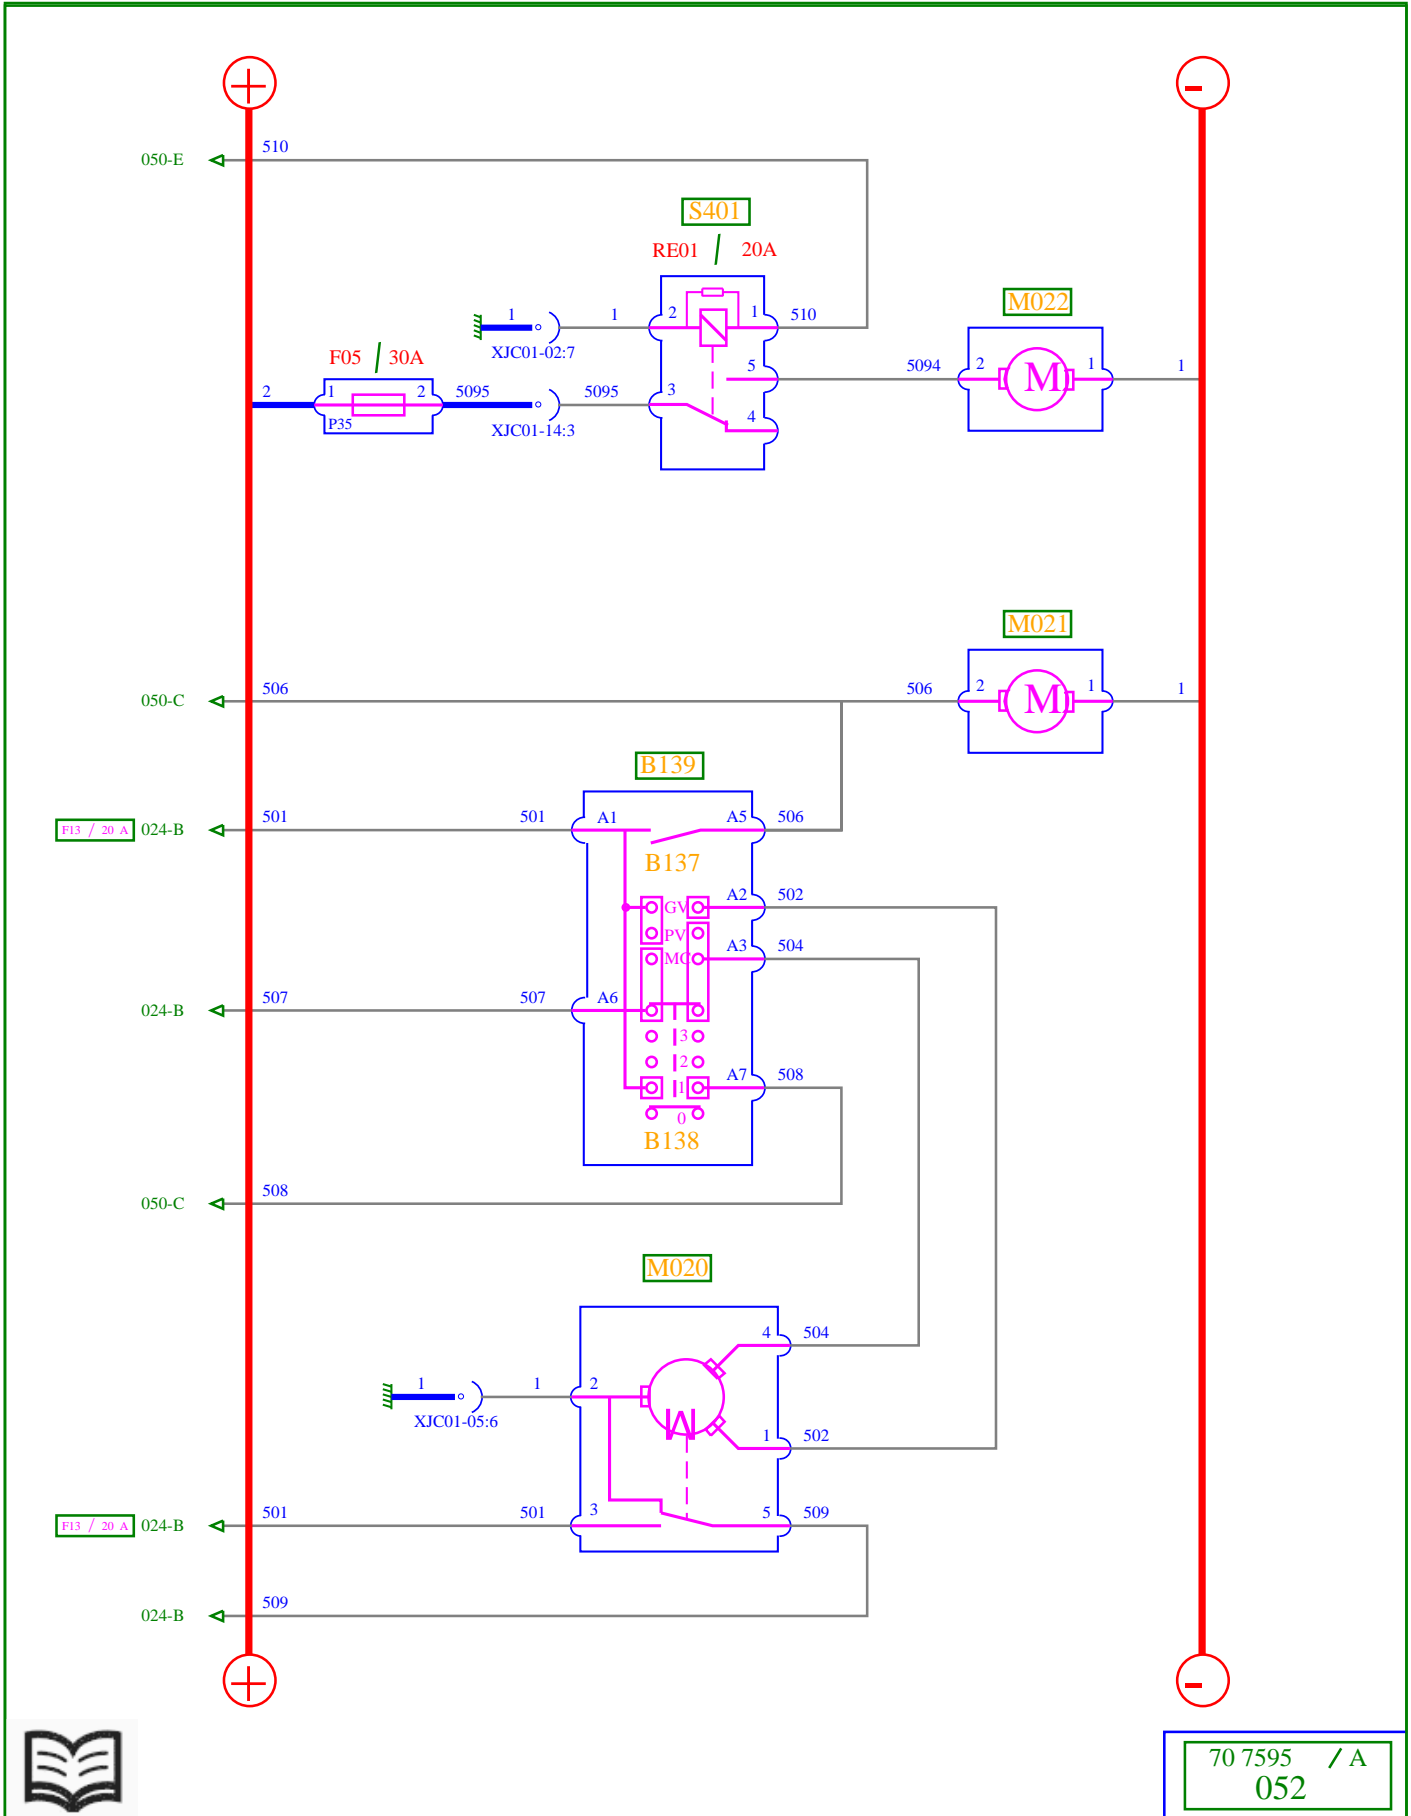 050-E 510
S401
RE01 / 20A
M022
1 1 2 1 510
XJC01-02:7
F05 / 30A
5 5094 2 M 1 1
2 1 2 5095 5095 3
P35
XJC01-14:3
4
M021
050-C 506 506 2 M 1 1
B139
F13 / 20 A 024-B 501 501 A1 A5 506
B137
GV A2 502
PV
MC A3 504
024-B 507 507 A6
3
2
1 A7 508
0
B138
050-C 508
M020
4 504
1 1 2
XJC01-05:6
M
1 502
F13 / 20 A 024-B 501 501 3 5 509
024-B 509
70 7595 / A
052